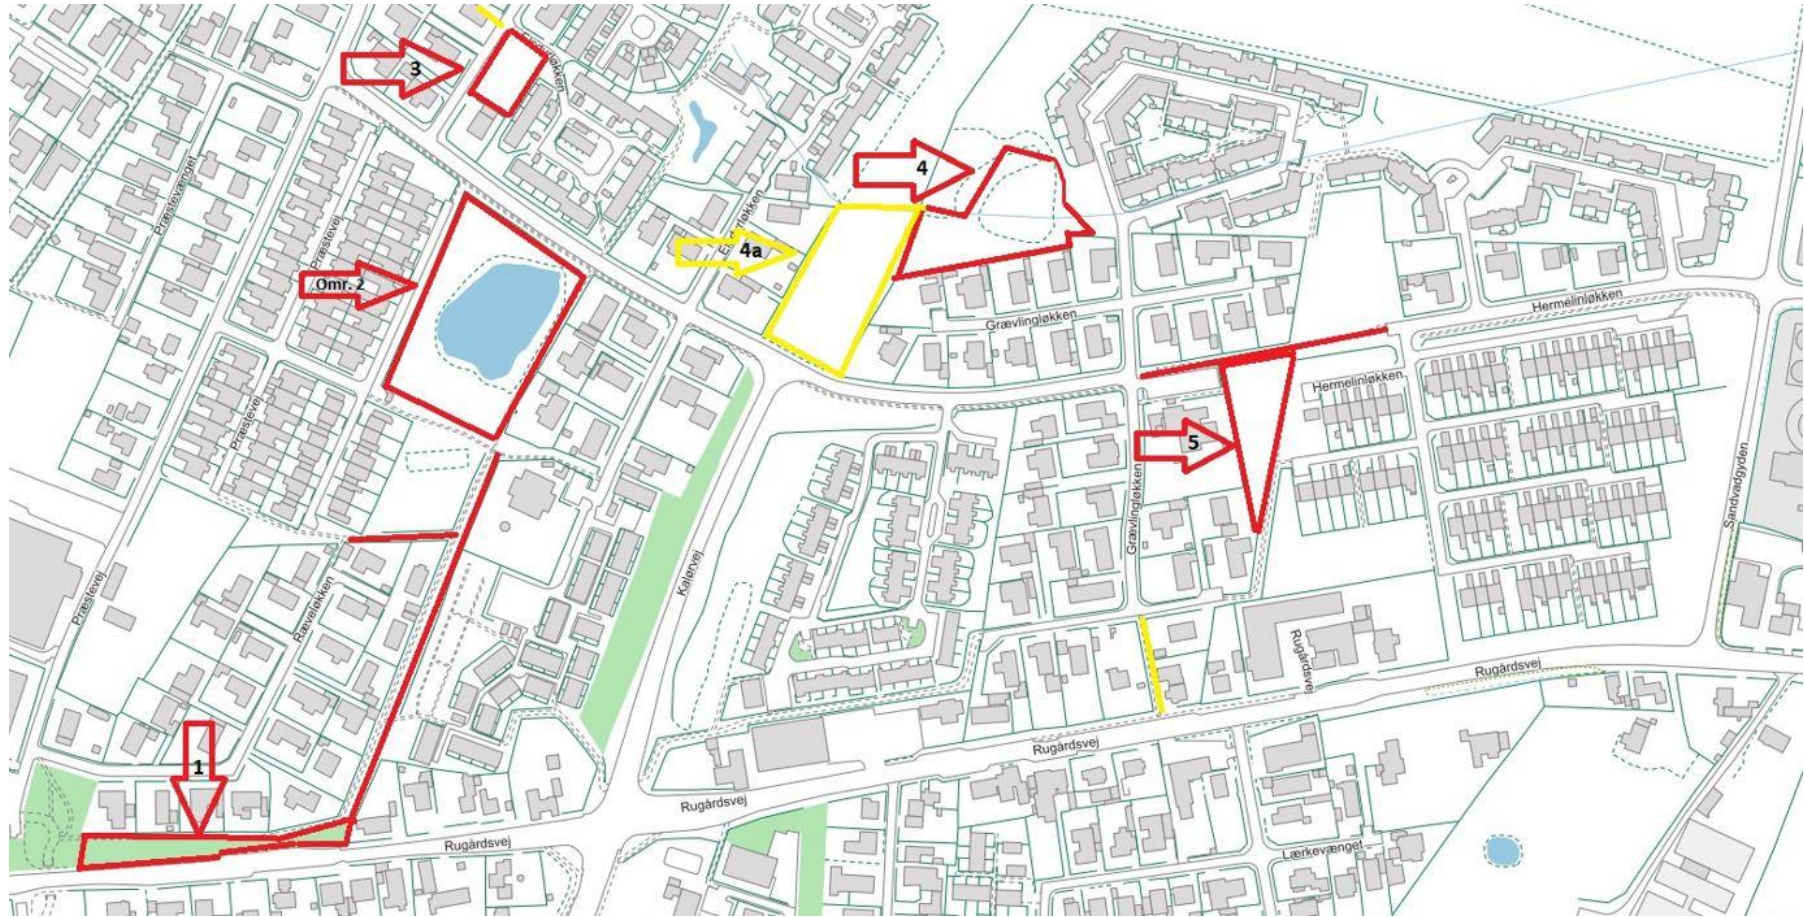 3
Præstevænget
Præstevej
Omr. 2
4
4a
Grævlingløkken
Hermelinløkken
Hermelinløkken
5
Præstevej
Grævlingløkken
Sandvadgyden
Kalørvej
Præstevej
Ræveløkken
Rugårdsvej
Rugårdsvej
Rugårdsvej
1
Rugårdsvej
Rugårdsvej
Lærkevænget